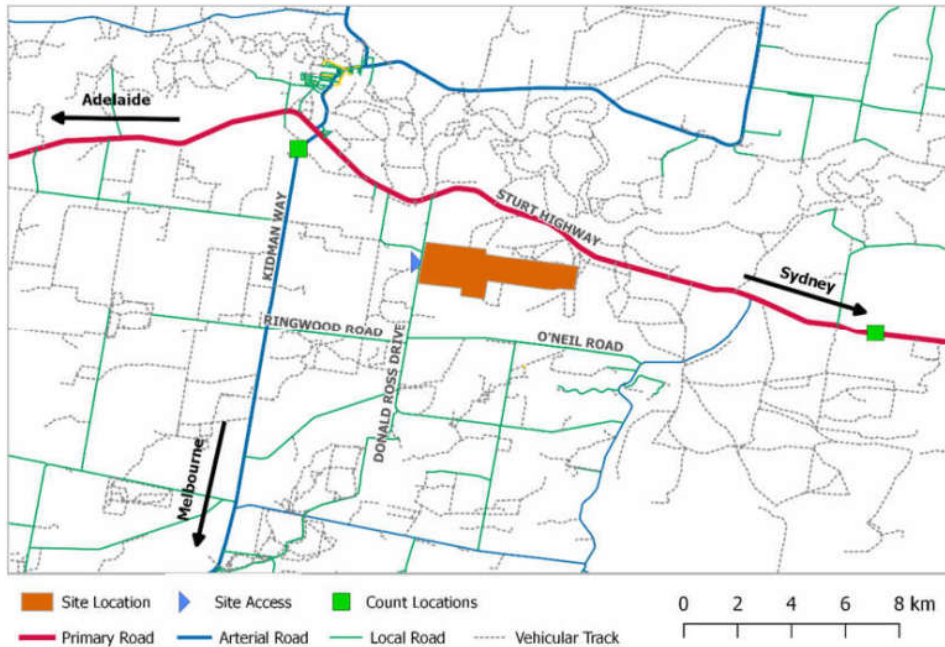 Adelaide
STURT HIGHWAY
KIDMAN WAY
Sydney
RINGWOOD ROAD
O'NEIL ROAD
DONALD ROSS DRIVE
Melbourne
Site Location Site Access Count Locations
0 2 4 6 8 km
Primary Road Arterial Road Local Road Vehicular Track